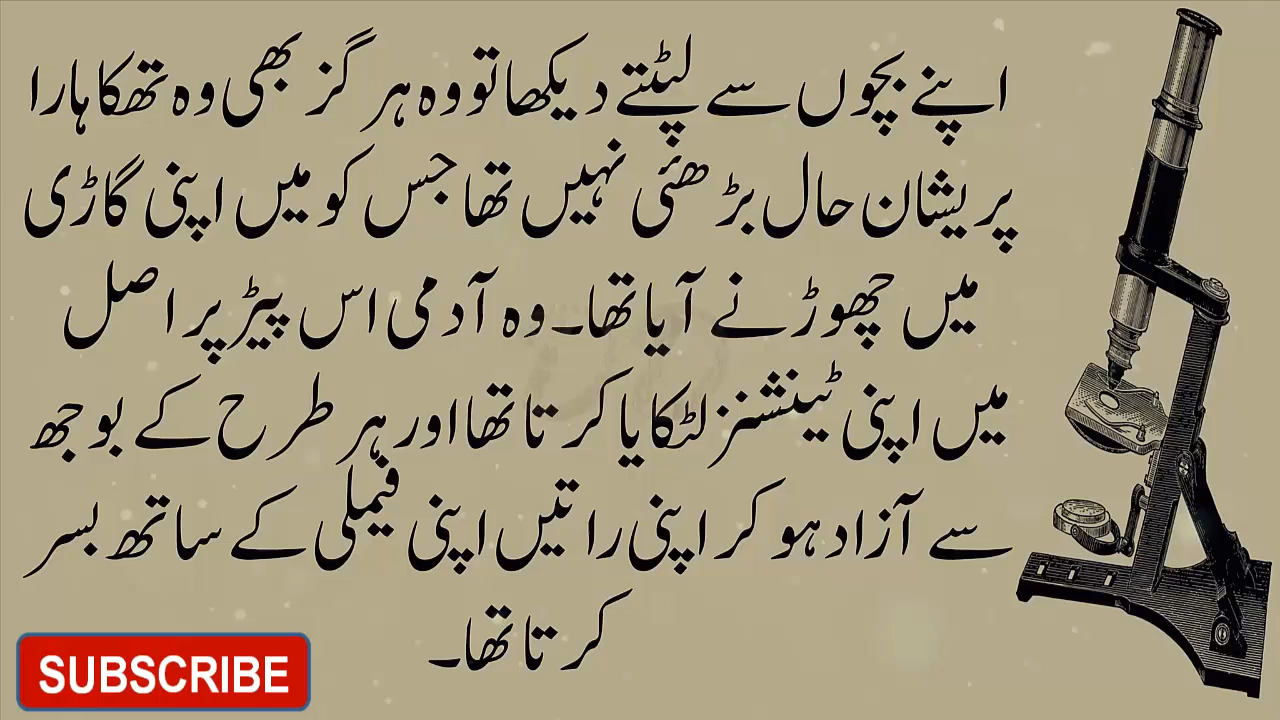 اپنے بچوں سے لپٹتے دیکھا تو وہ ہر گز بھی وہ تھکا ہارا
پریشان حال بڑھئی نہیں تھا جس کو میں اپنی گاڑی
میں چھوڑنے آیا تھا۔ وہ آدمی اس پیڑ پر اصل
میں اپنی ٹینشنز لٹکایا کرتا تھا اور ہر طرح کے بوجھ
سے آزاد ہو کر اپنی راتیں اپنی فیملی کے ساتھ بسر
کرتا تھا۔
SUBSCRIBE